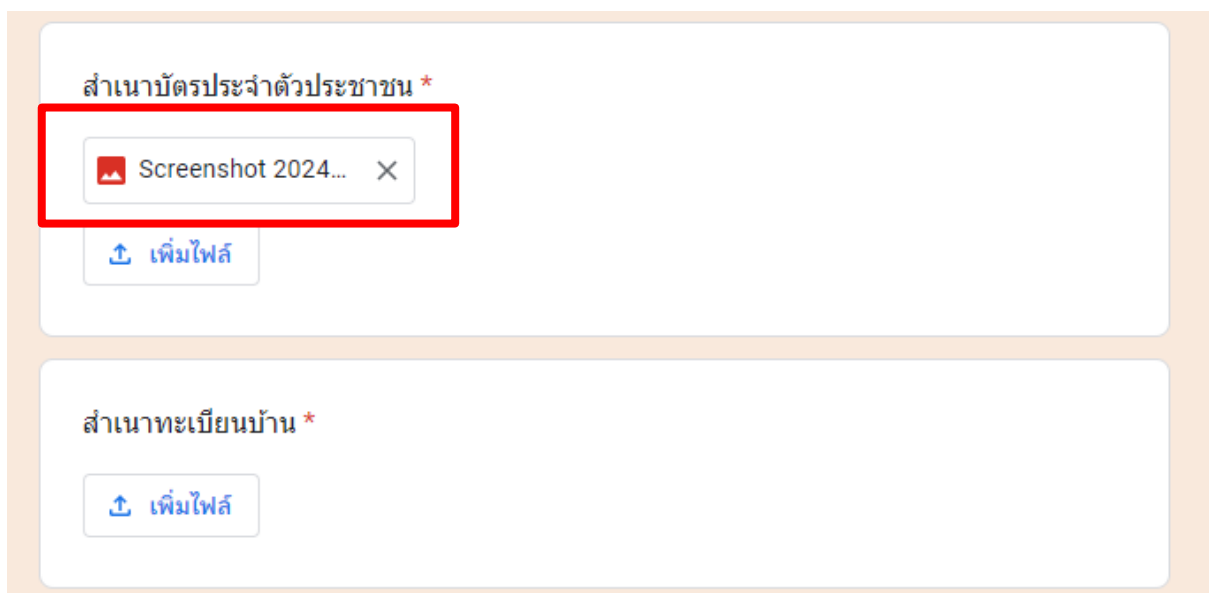 สำเนาบัตรประจำตัวประชาชน *
Screenshot 2024...
เพิ่มไฟล์
สำเนาทะเบียนบ้าน *
เพิ่มไฟล์